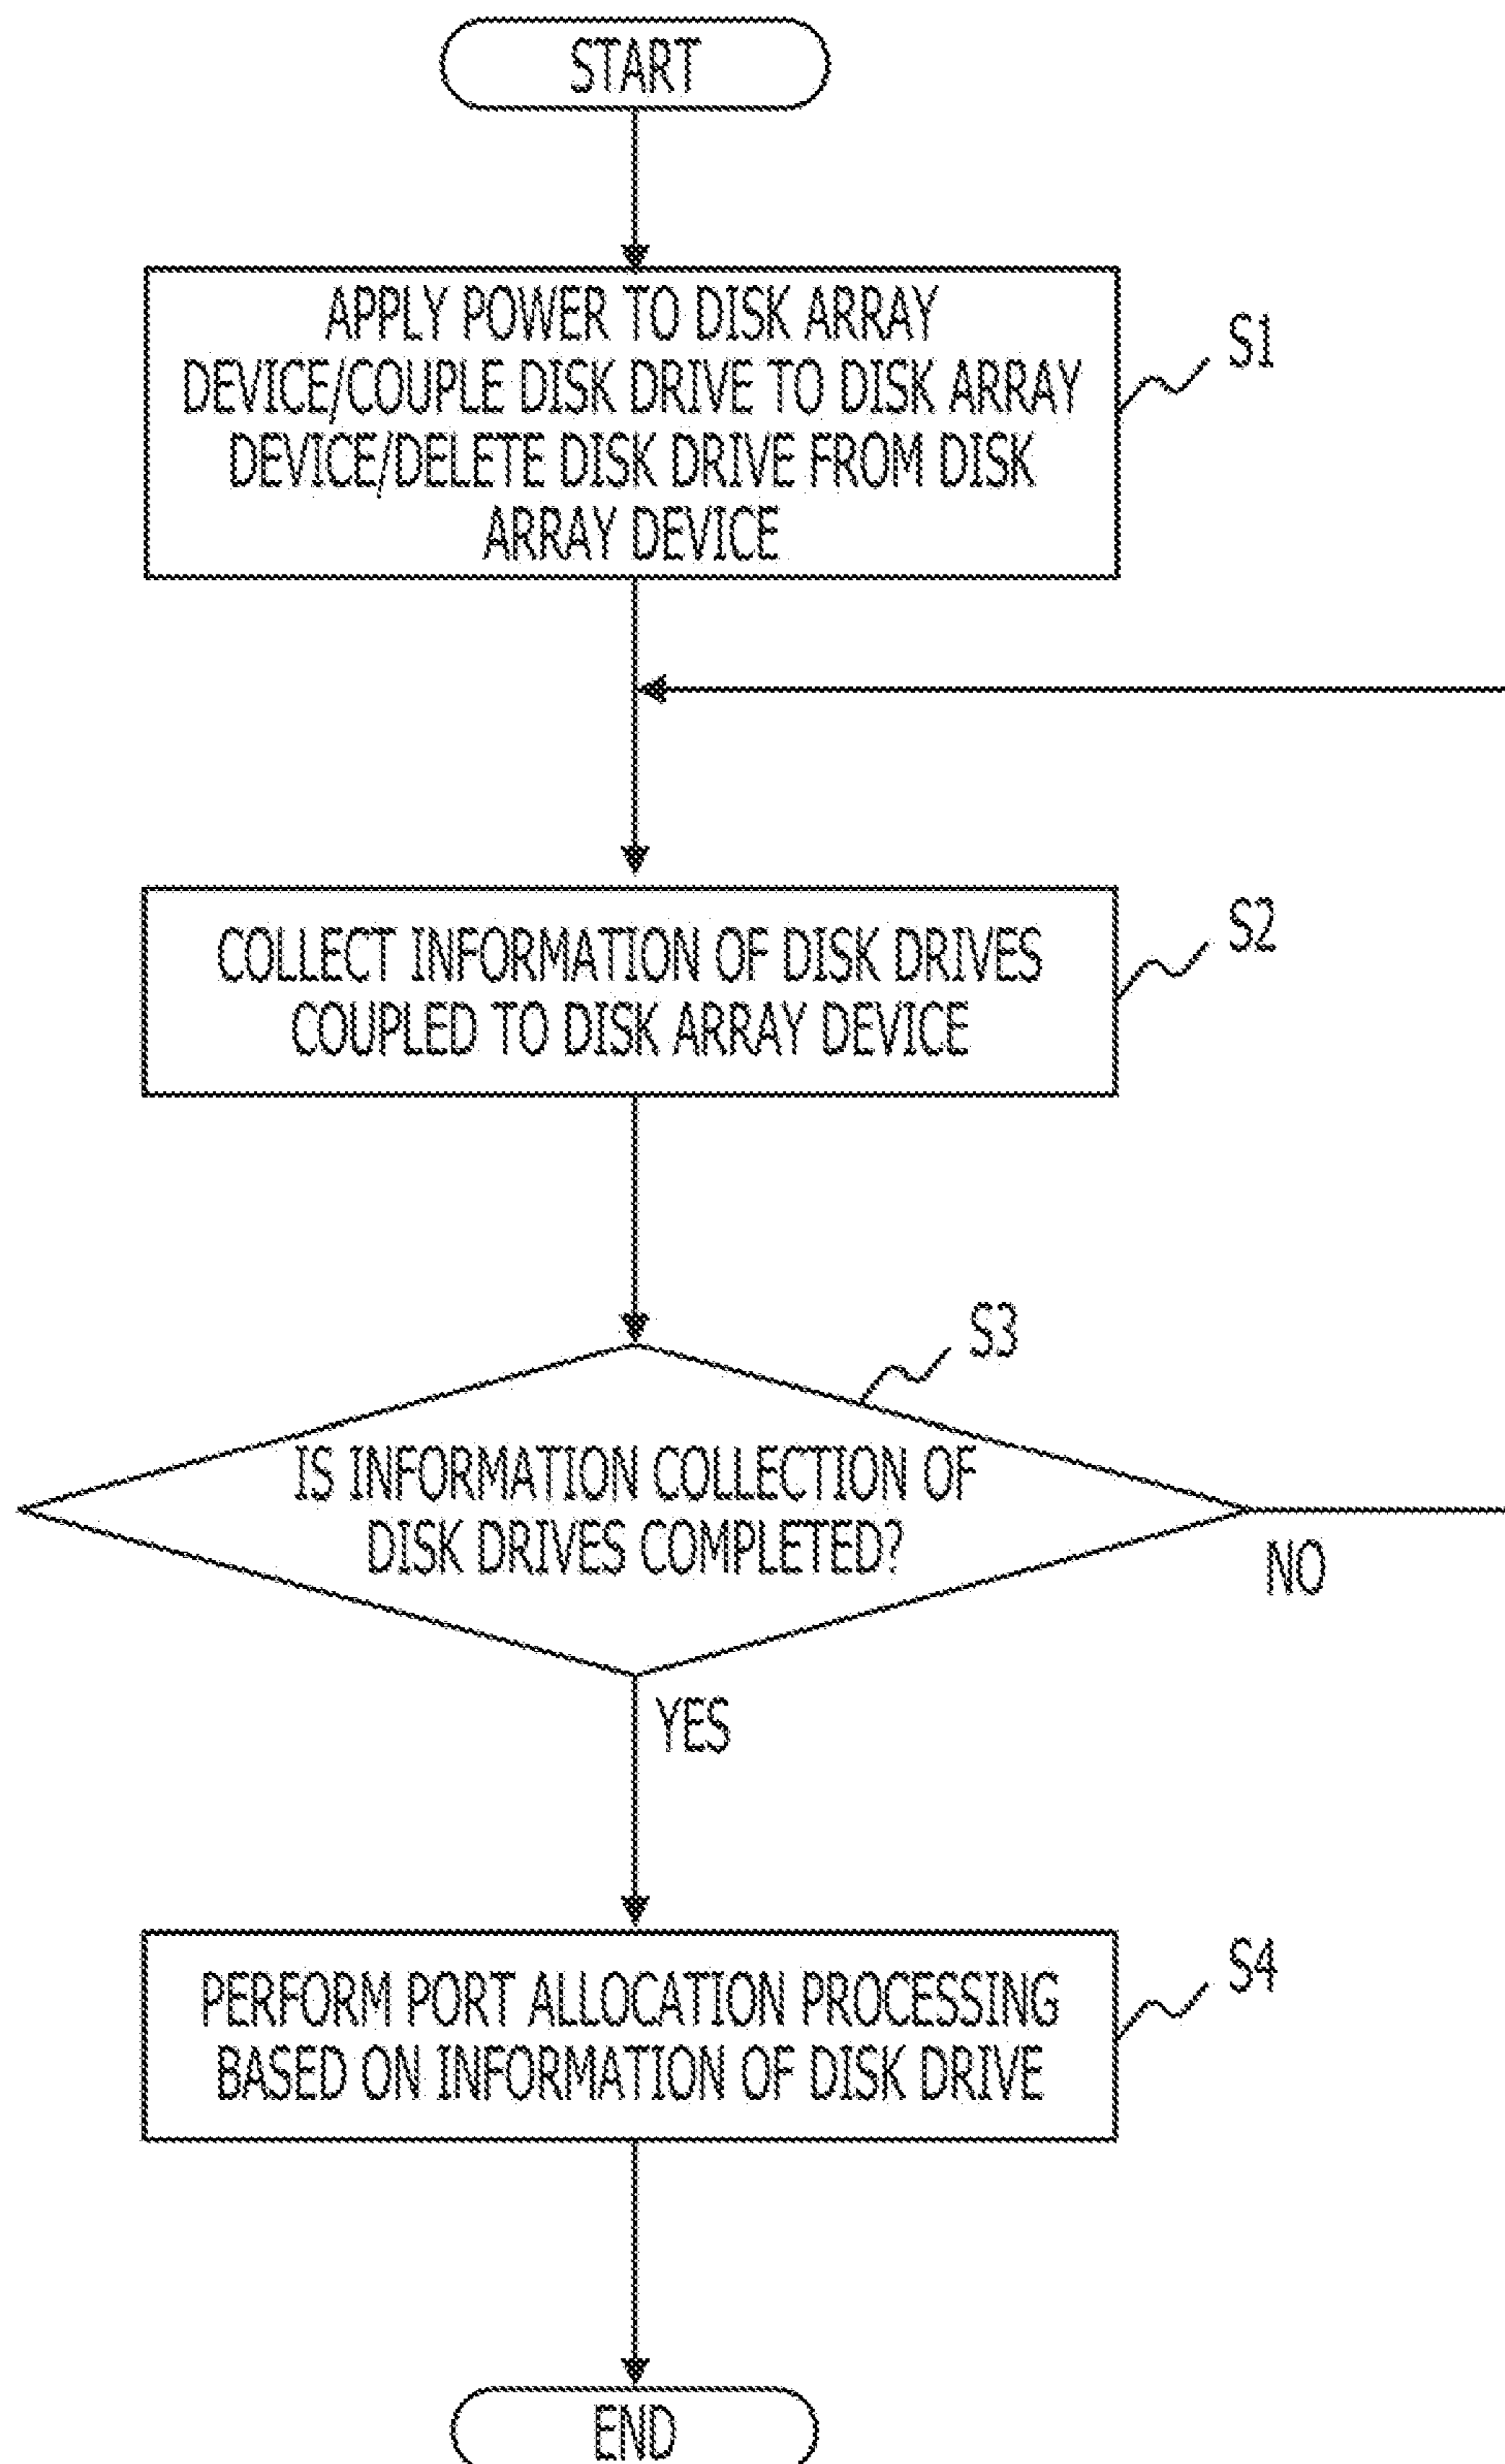 START
APPLY POWER TO DISK ARRAY
DEVICE/COUPLE DISK DRIVE TO DISK ARRAY
DEVICE/DELETE DISK DRIVE FROM DISK
ARRAY DEVICE
S1
COLLECT INFORMATION OF DISK DRIVES
COUPLED TO DISK ARRAY DEVICE
S2
S3
IS INFORMATION COLLECTION OF
DISK DRIVES COMPLETED?
NO
YES
PERFORM PORT ALLOCATION PROCESSING
BASED ON INFORMATION OF DISK DRIVE
S4
END